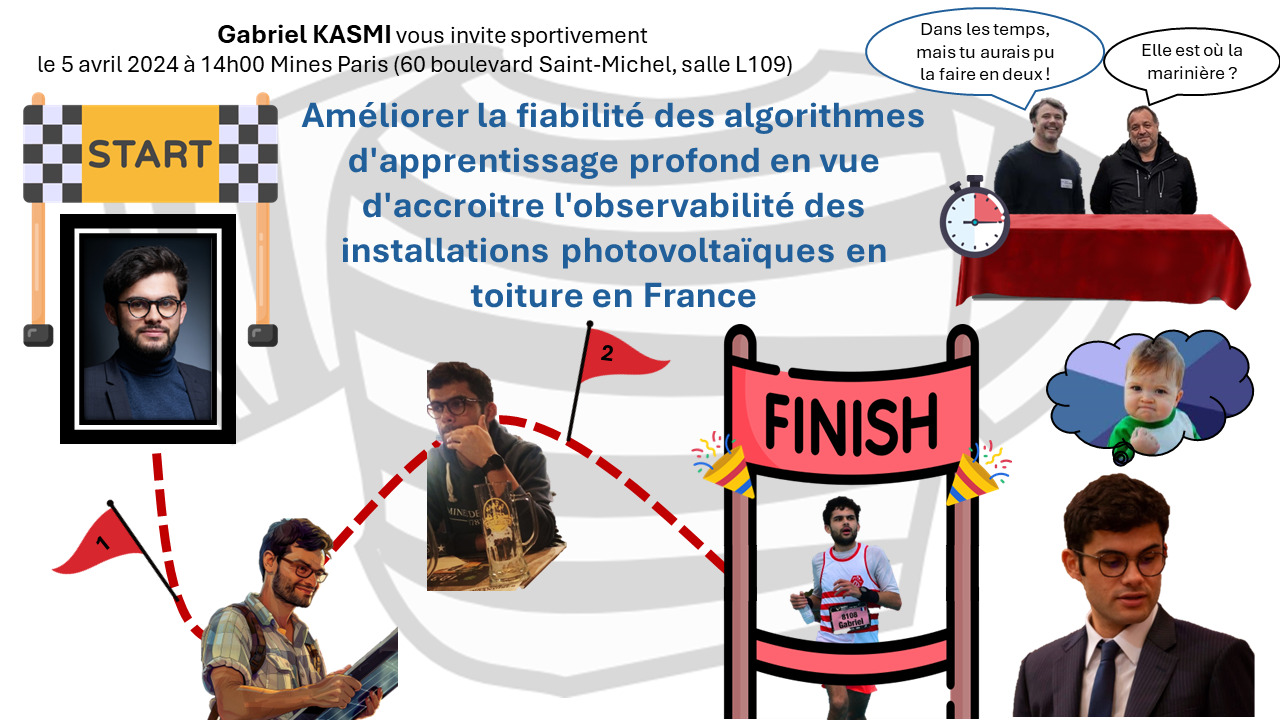 Gabriel KASMI vous invite sportivement
le 5 avril 2024 à 14h00 Mines Paris (60 boulevard Saint-Michel, salle L109)
Dans les temps,
mais tu aurais pu
la faire en deux !
Elle est où la
marinière ?
START
Améliorer la fiabilité des algorithmes
d'apprentissage profond en vue
d'accroitre l'observabilité des
installations photovoltaïques en
toiture en France
2
FINISH
1
8108
Gabriel